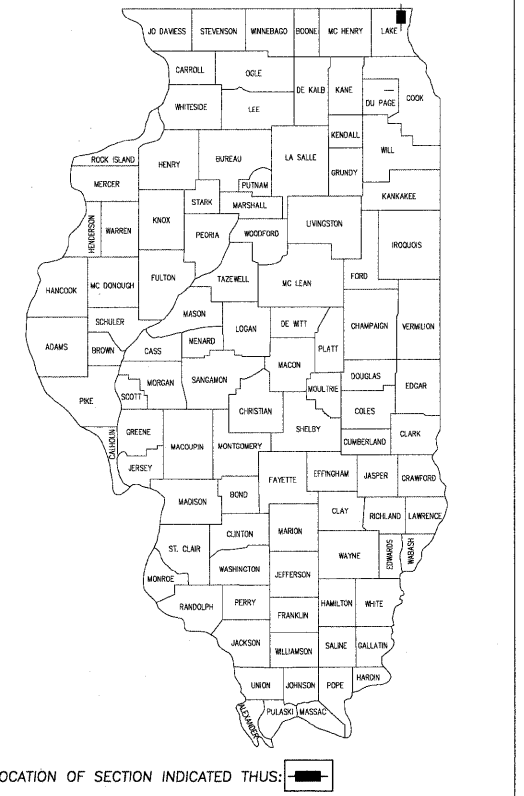 JO DAVIESS STEVENSON WINNEBAGO BOONE MC HENRY LAKE
CARROLL OGLE
DE KALB KANE COOK
DU PAGE
WHITESIDE LEE
KENDALL
WILL
LA SALLE
ROCK ISLAND HENRY BUREAU
GRUNDY
MERCER PUTNAM
KANKAKEE
STARK MARSHALL
HENDERSON WARREN KNOX LIVINGSTON
PEORIA WOODFORD
IROQUOIS
FULTON TAZEWELL FORD
HANCOOK MC DONOUGH MC LEAN
MASON
SCHULER LOGAN DE WITT CHAMPAIGN VERMILION
ADAMS BROWN MENARD
CASS PLATT
MACON
MORGAN SANGAMON DOUGLAS
PIKE SCOTT MOULTRIE EDGAR
CHRISTIAN COLES
GREENE SHELBY
CALHOUN MACOUPIN MONTGOMERY CUMBERLAND CLARK
JERSEY FAYETTE EFFINGHAM JASPER CRAWFORD
MADISON BOND
CLAY RICHLAND LAWRENCE
CLINTON MARION
ST. CLAIR WAYNE EDWARDS WABASH
WASHINGTON
MONROE JEFFERSON
RANDOLPH PERRY HAMILTON WHITE
FRANKLIN
JACKSON SALINE GALLATIN
WILLIAMSON
HARDIN
UNION JOHNSON POPE
ALEXANDER PULASKI MASSAC
OCATION OF SECTION INDICATED THUS: